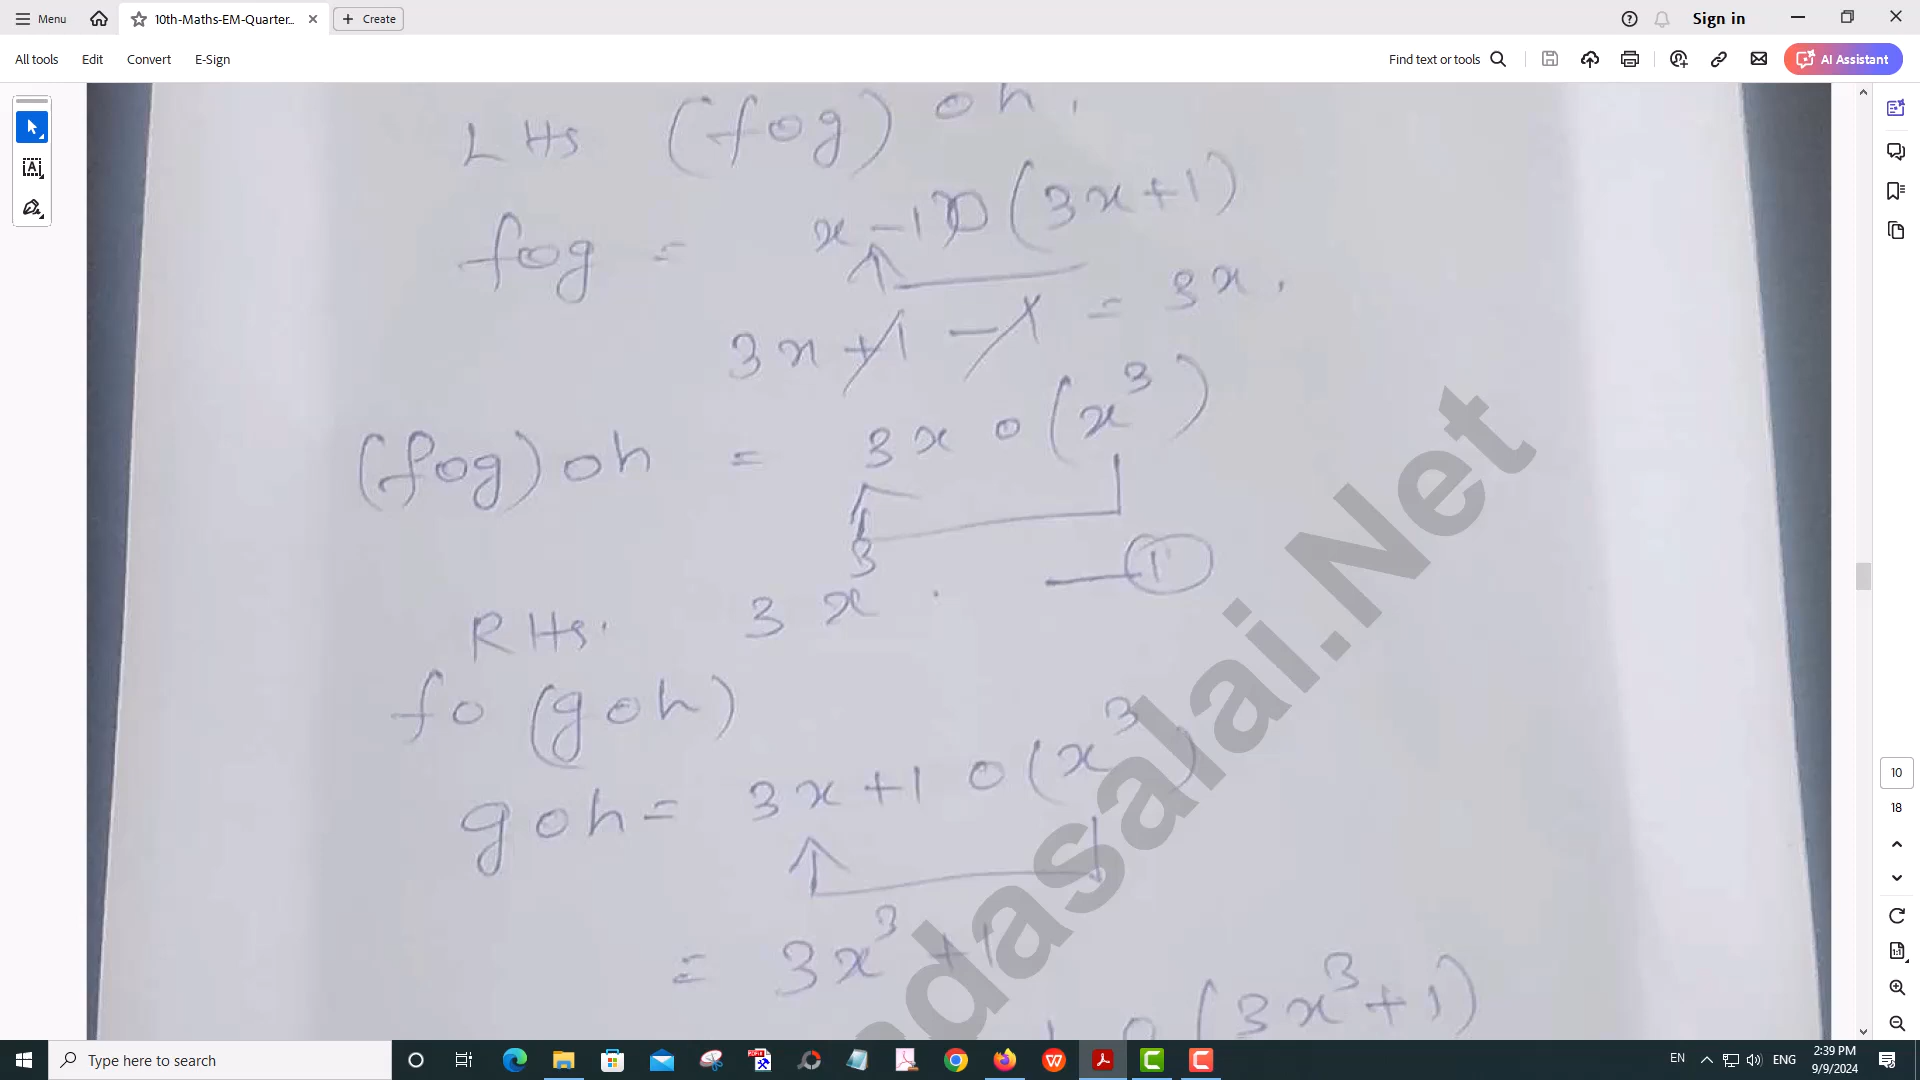 Menu
10th-Maths-EM-Quarter...
Create
Sign in
All tools
Edit
Convert
E-Sign
Find text or tools
AI Assistant
LHS (fog) oh.
fog = x-1 o (3x+1)
3x+1-1 = 3x.
(fog) oh = 3x o (x³)
3x³. — ①
RHS.
fo (goh)
goh = 3x+1 o (x³)
= 3x³+1
o (3x³+1)
adasalai.Net
10
18
Type here to search
EN
ENG
2:39 PM
9/9/2024